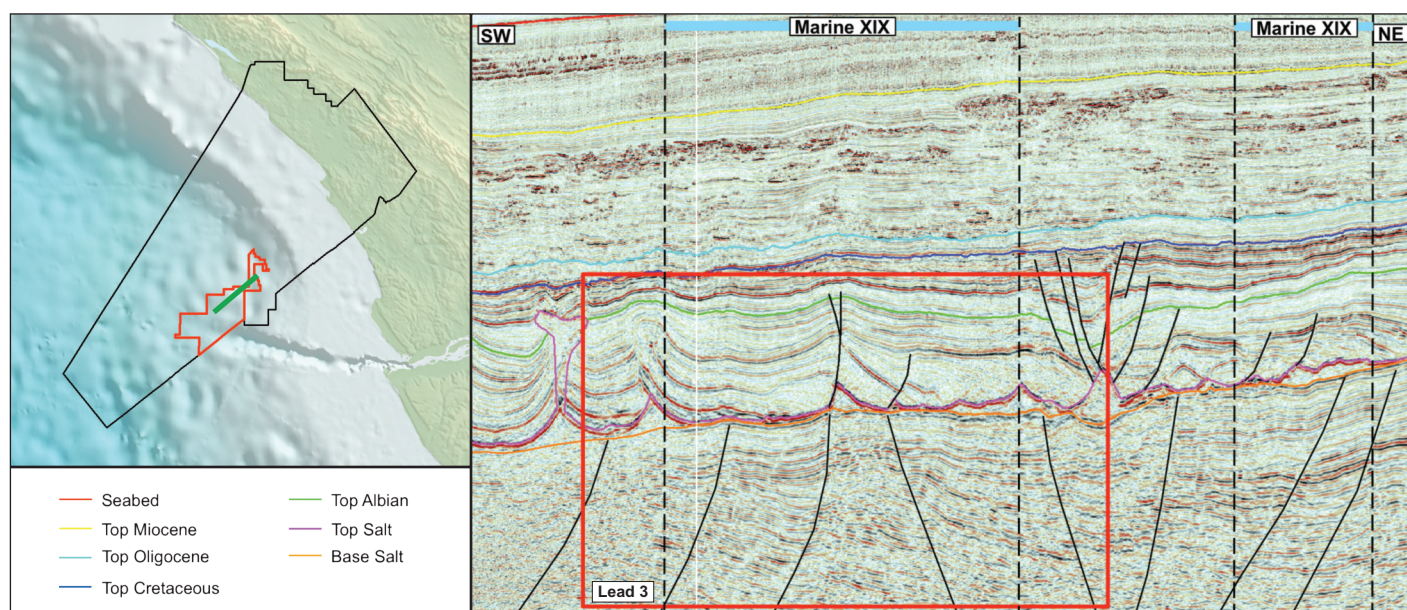 SW
Marine XIX
Marine XIX
NE
Lead 3
Seabed
Top Miocene
Top Oligocene
Top Cretaceous
Top Albian
Top Salt
Base Salt